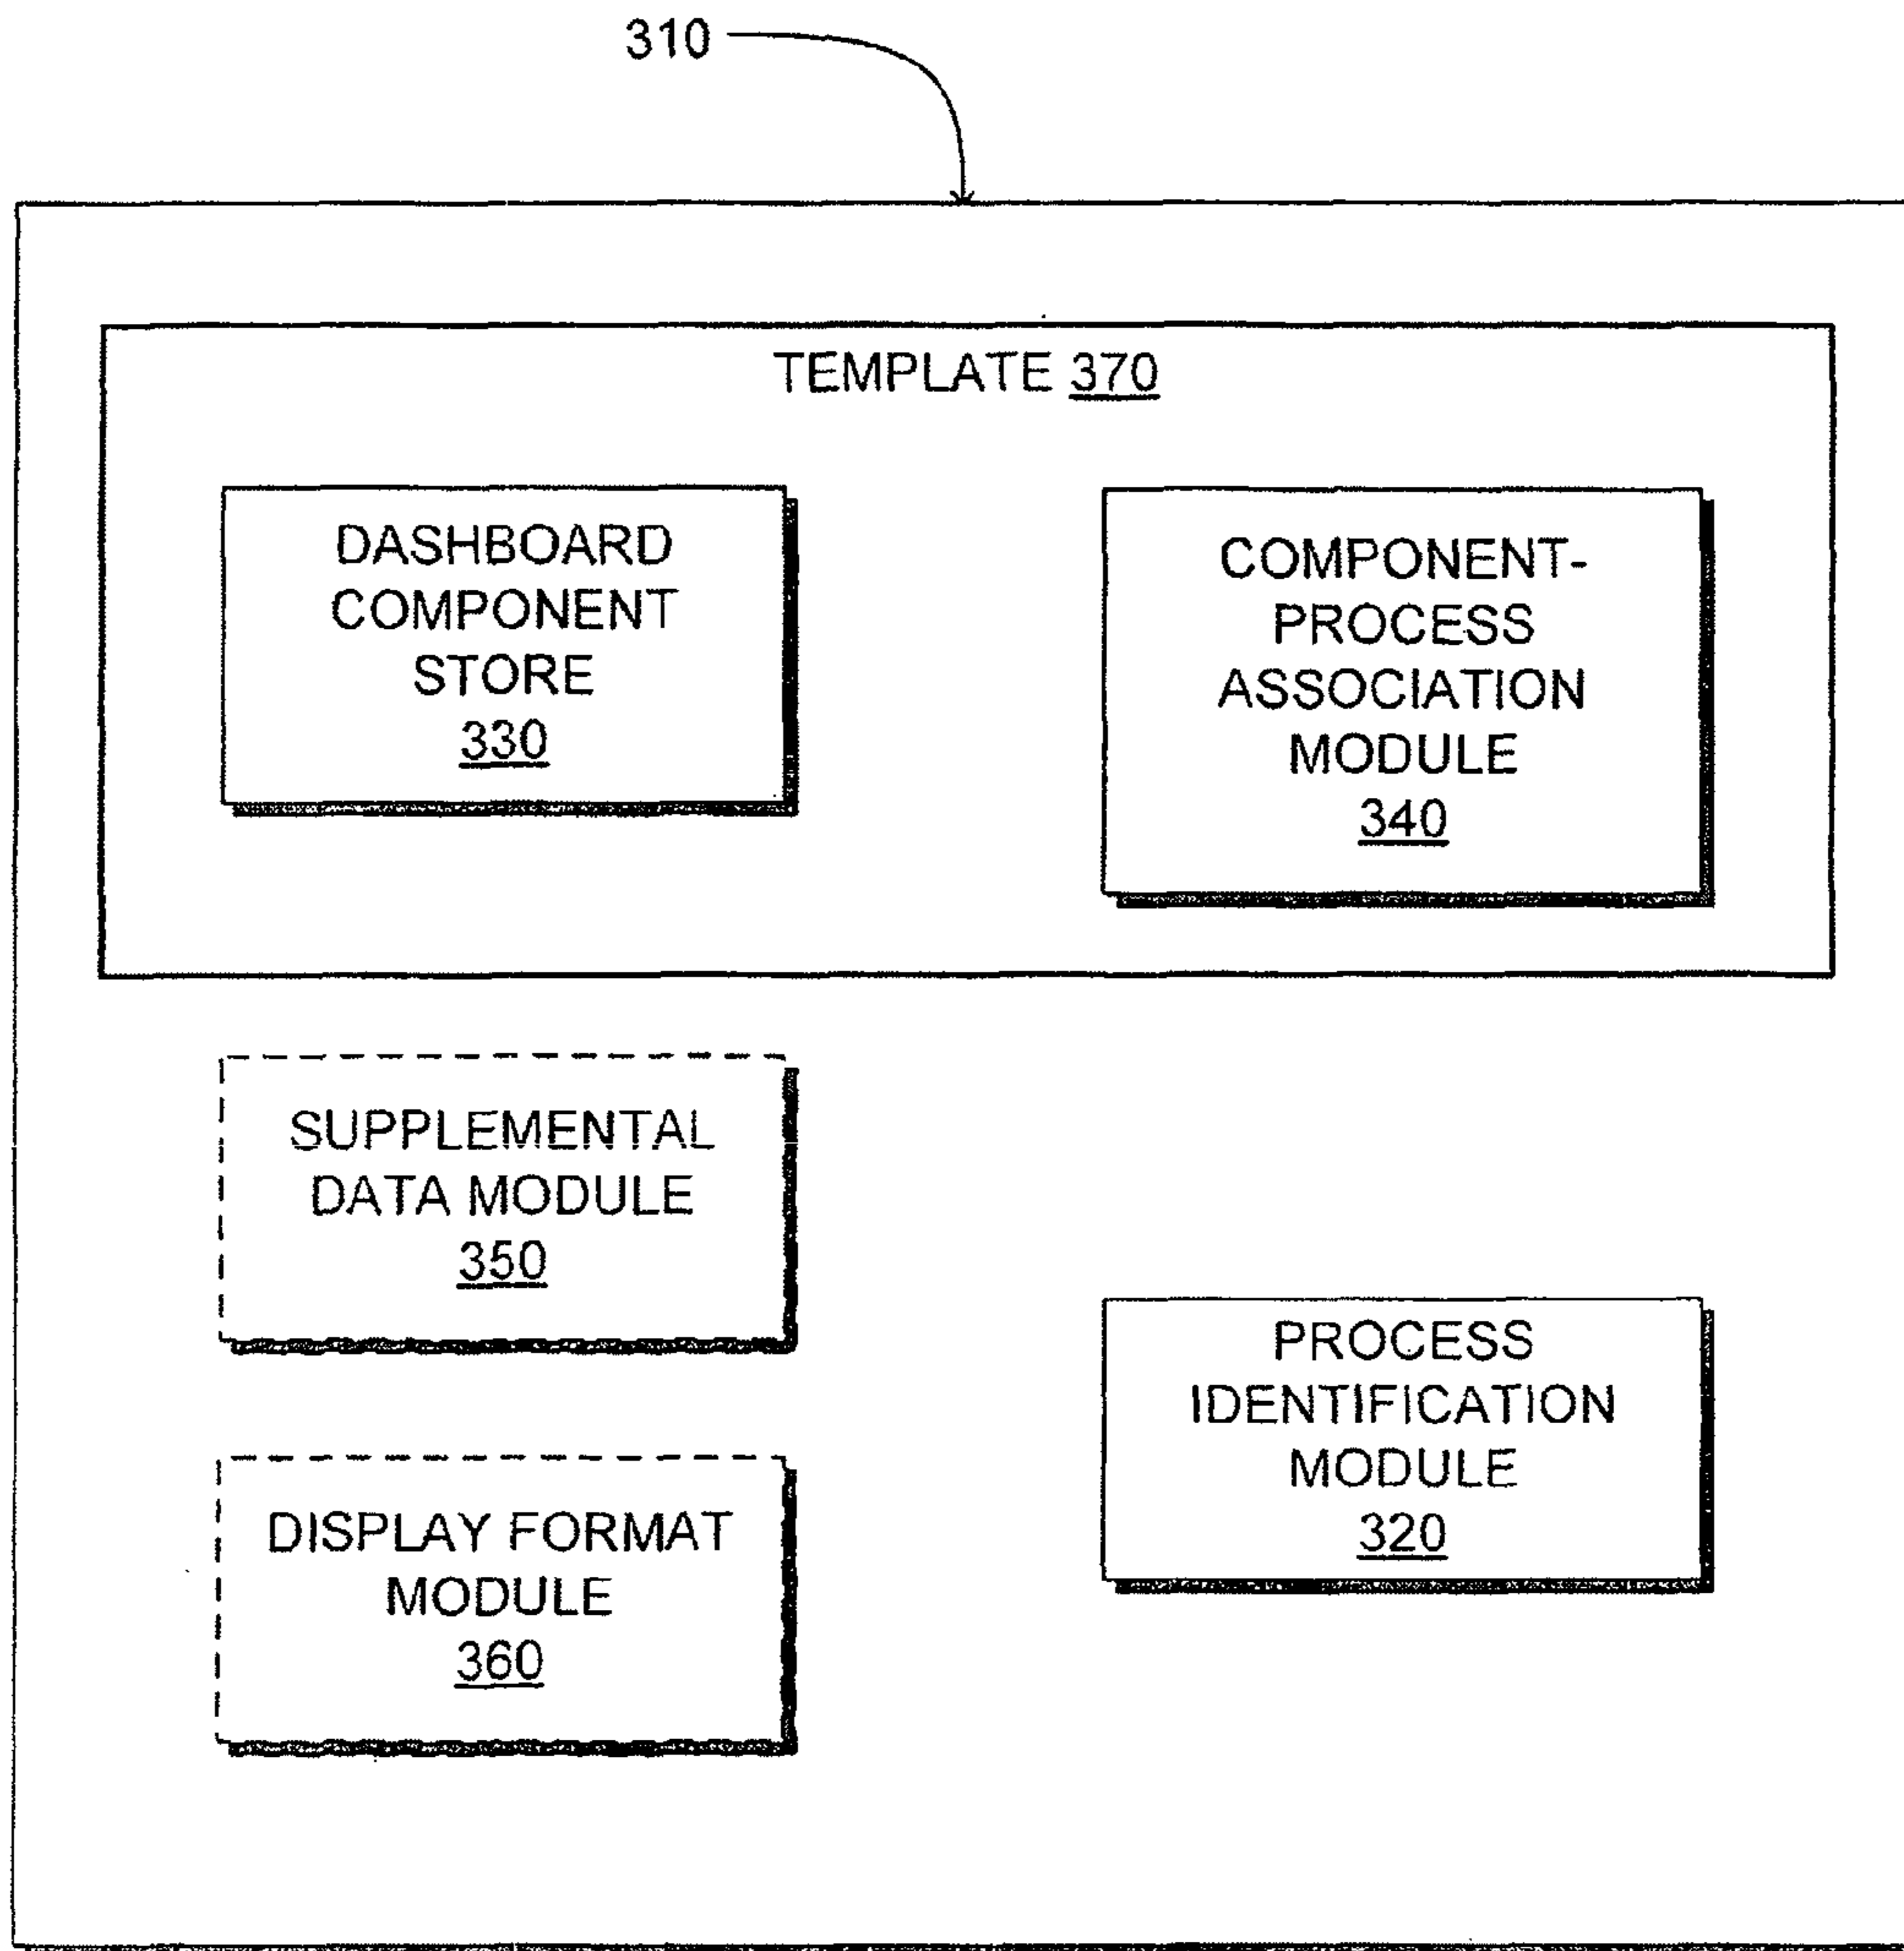 310
TEMPLATE 370
DASHBOARD
COMPONENT
STORE
330
COMPONENT-
PROCESS
ASSOCIATION
MODULE
340
SUPPLEMENTAL
DATA MODULE
350
PROCESS
IDENTIFICATION
MODULE
320
DISPLAY FORMAT
MODULE
360